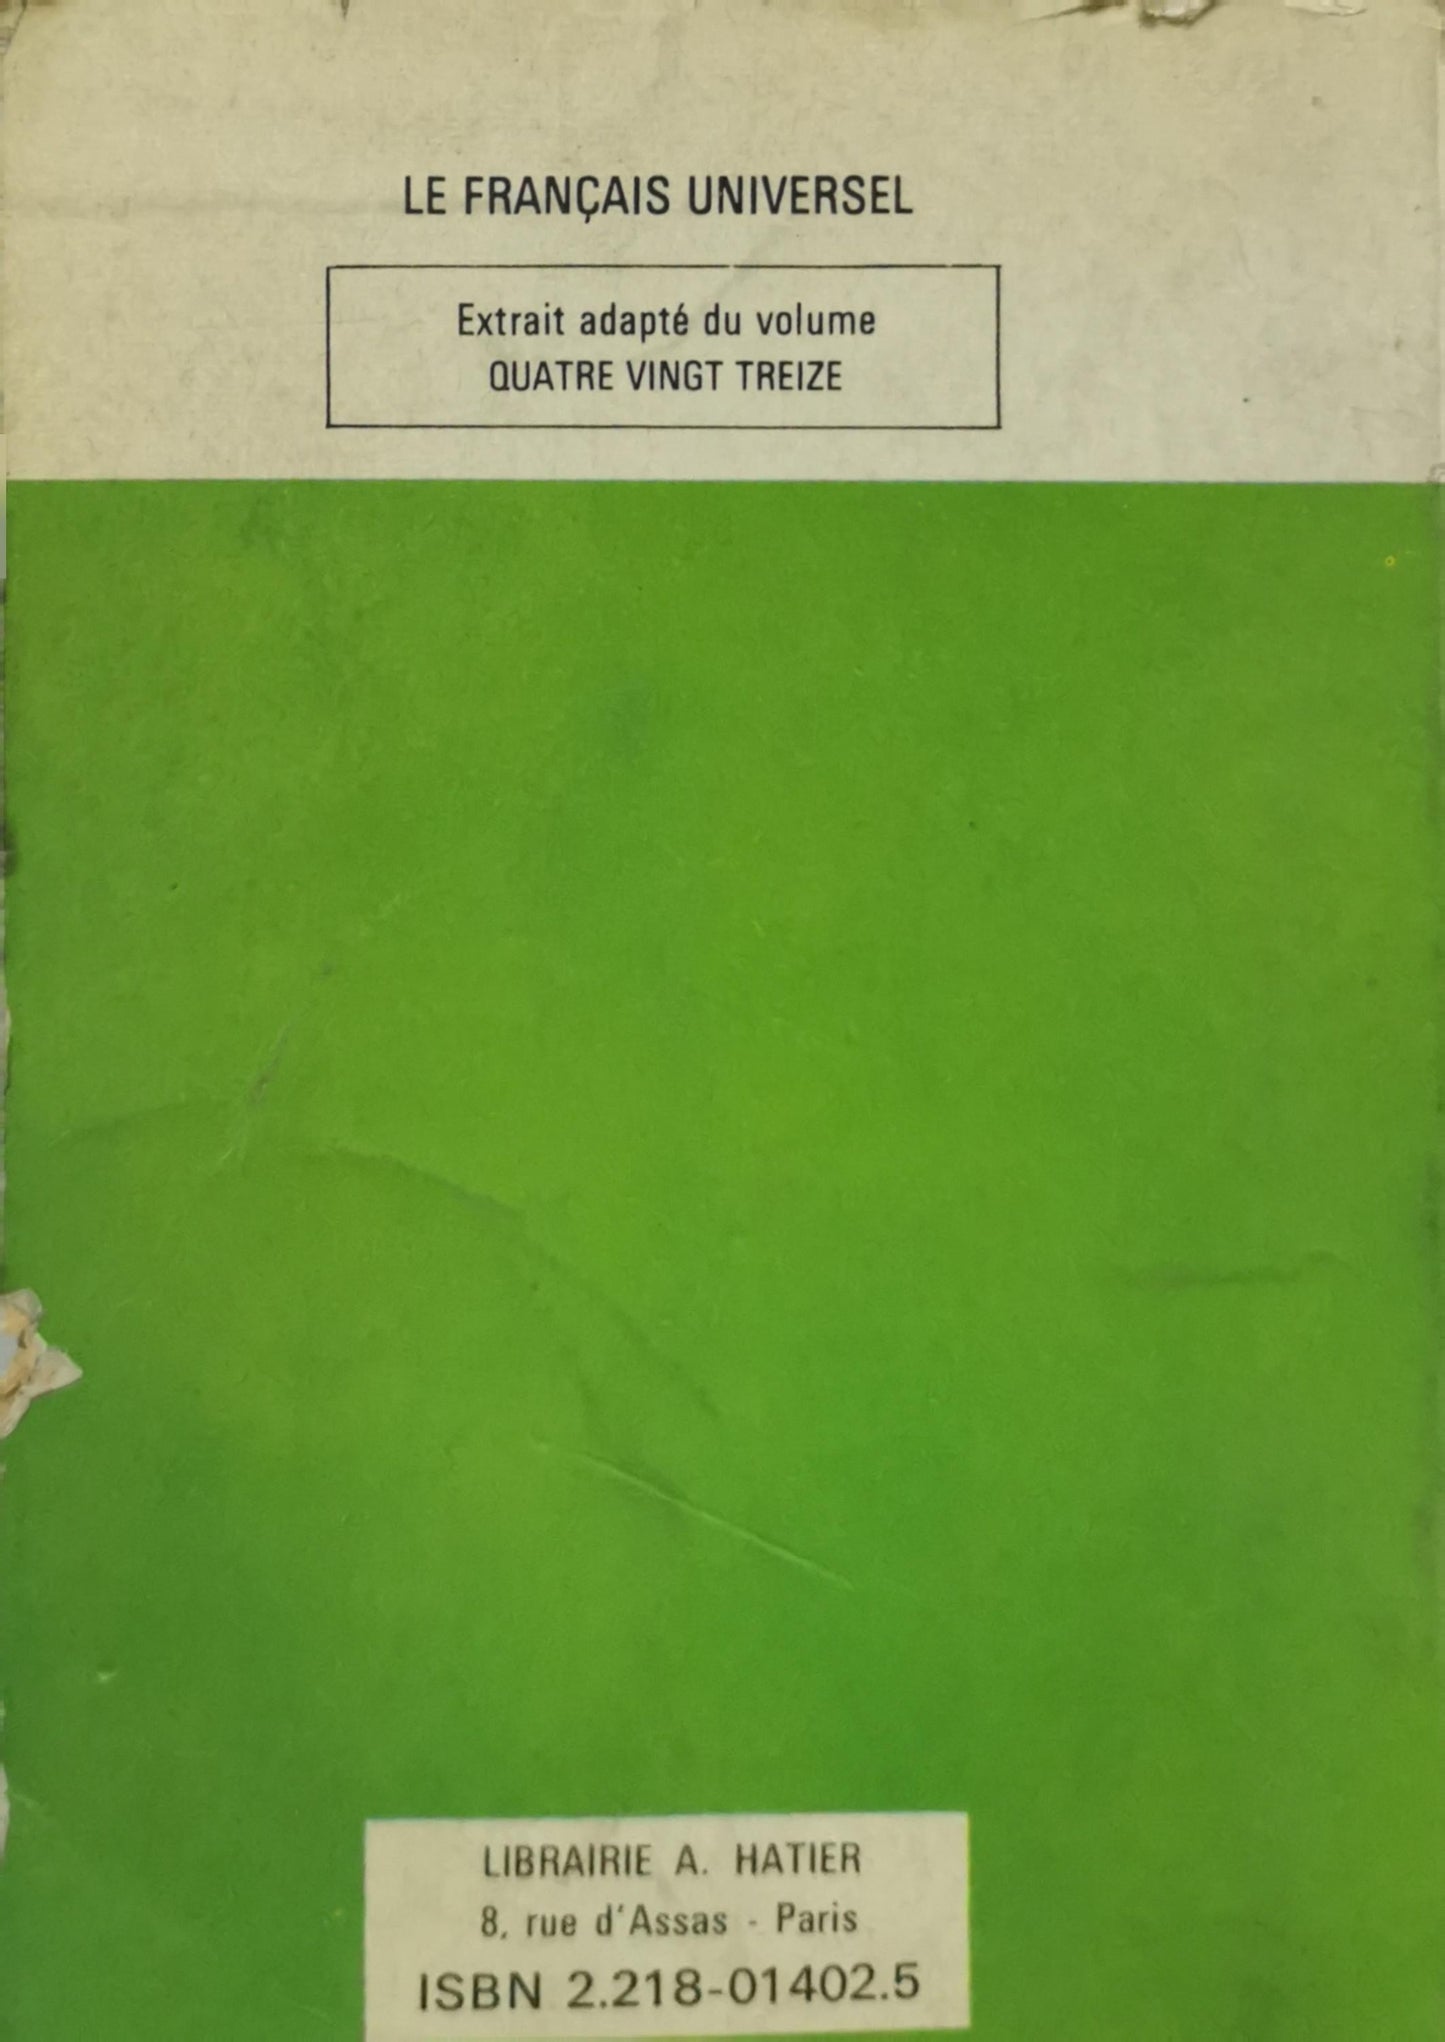 LE FRANÇAIS UNIVERSEL
Extrait adapté du volume
QUATRE VINGT TREIZE
LIBRAIRIE A. HATIER
8, rue d'Assas - Paris
ISBN 2.218-01402.5